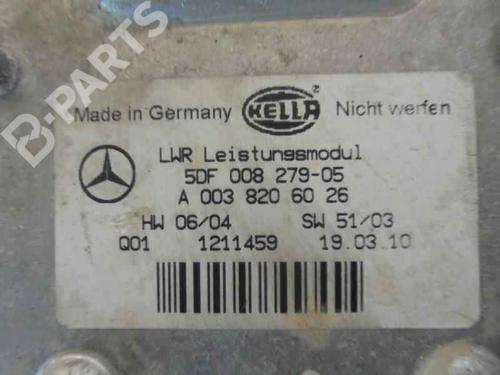 B-PARTS
Made in Germany HELLA Nicht werfen
LWR Leistungsmodul
5DF 008 279-05
A 003 820 60 26
HW 06/04 SW 51/03
Q01 1211459 19.03.10